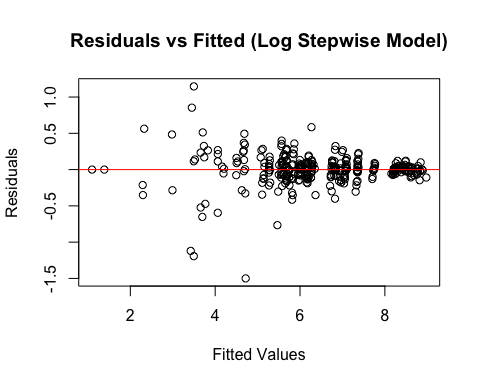 Residuals vs Fitted (Log Stepwise Model)
1.0
0.5
-0.5
-1.5
Residuals
2 4 6 8
Fitted Values